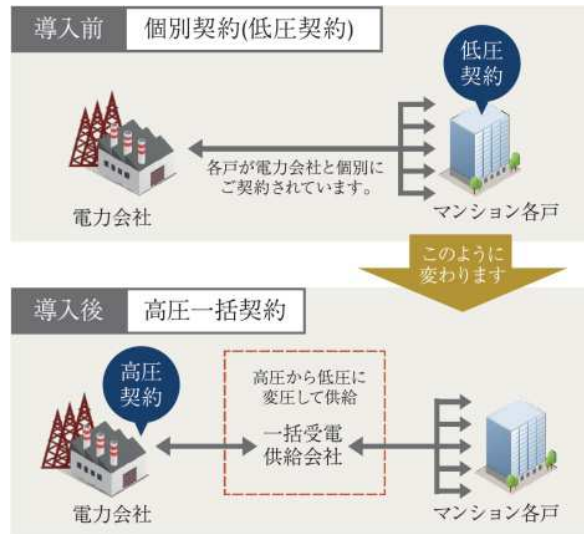 導入前
個別契約(低圧契約)
低圧
契約
各戸が電力会社と個別に
ご契約されています。
電力会社
マンション各戸
このように
変わります
導入後
高圧一括契約
高圧
契約
高圧から低圧に
変圧して供給
一括受電
供給会社
電力会社
マンション各戸